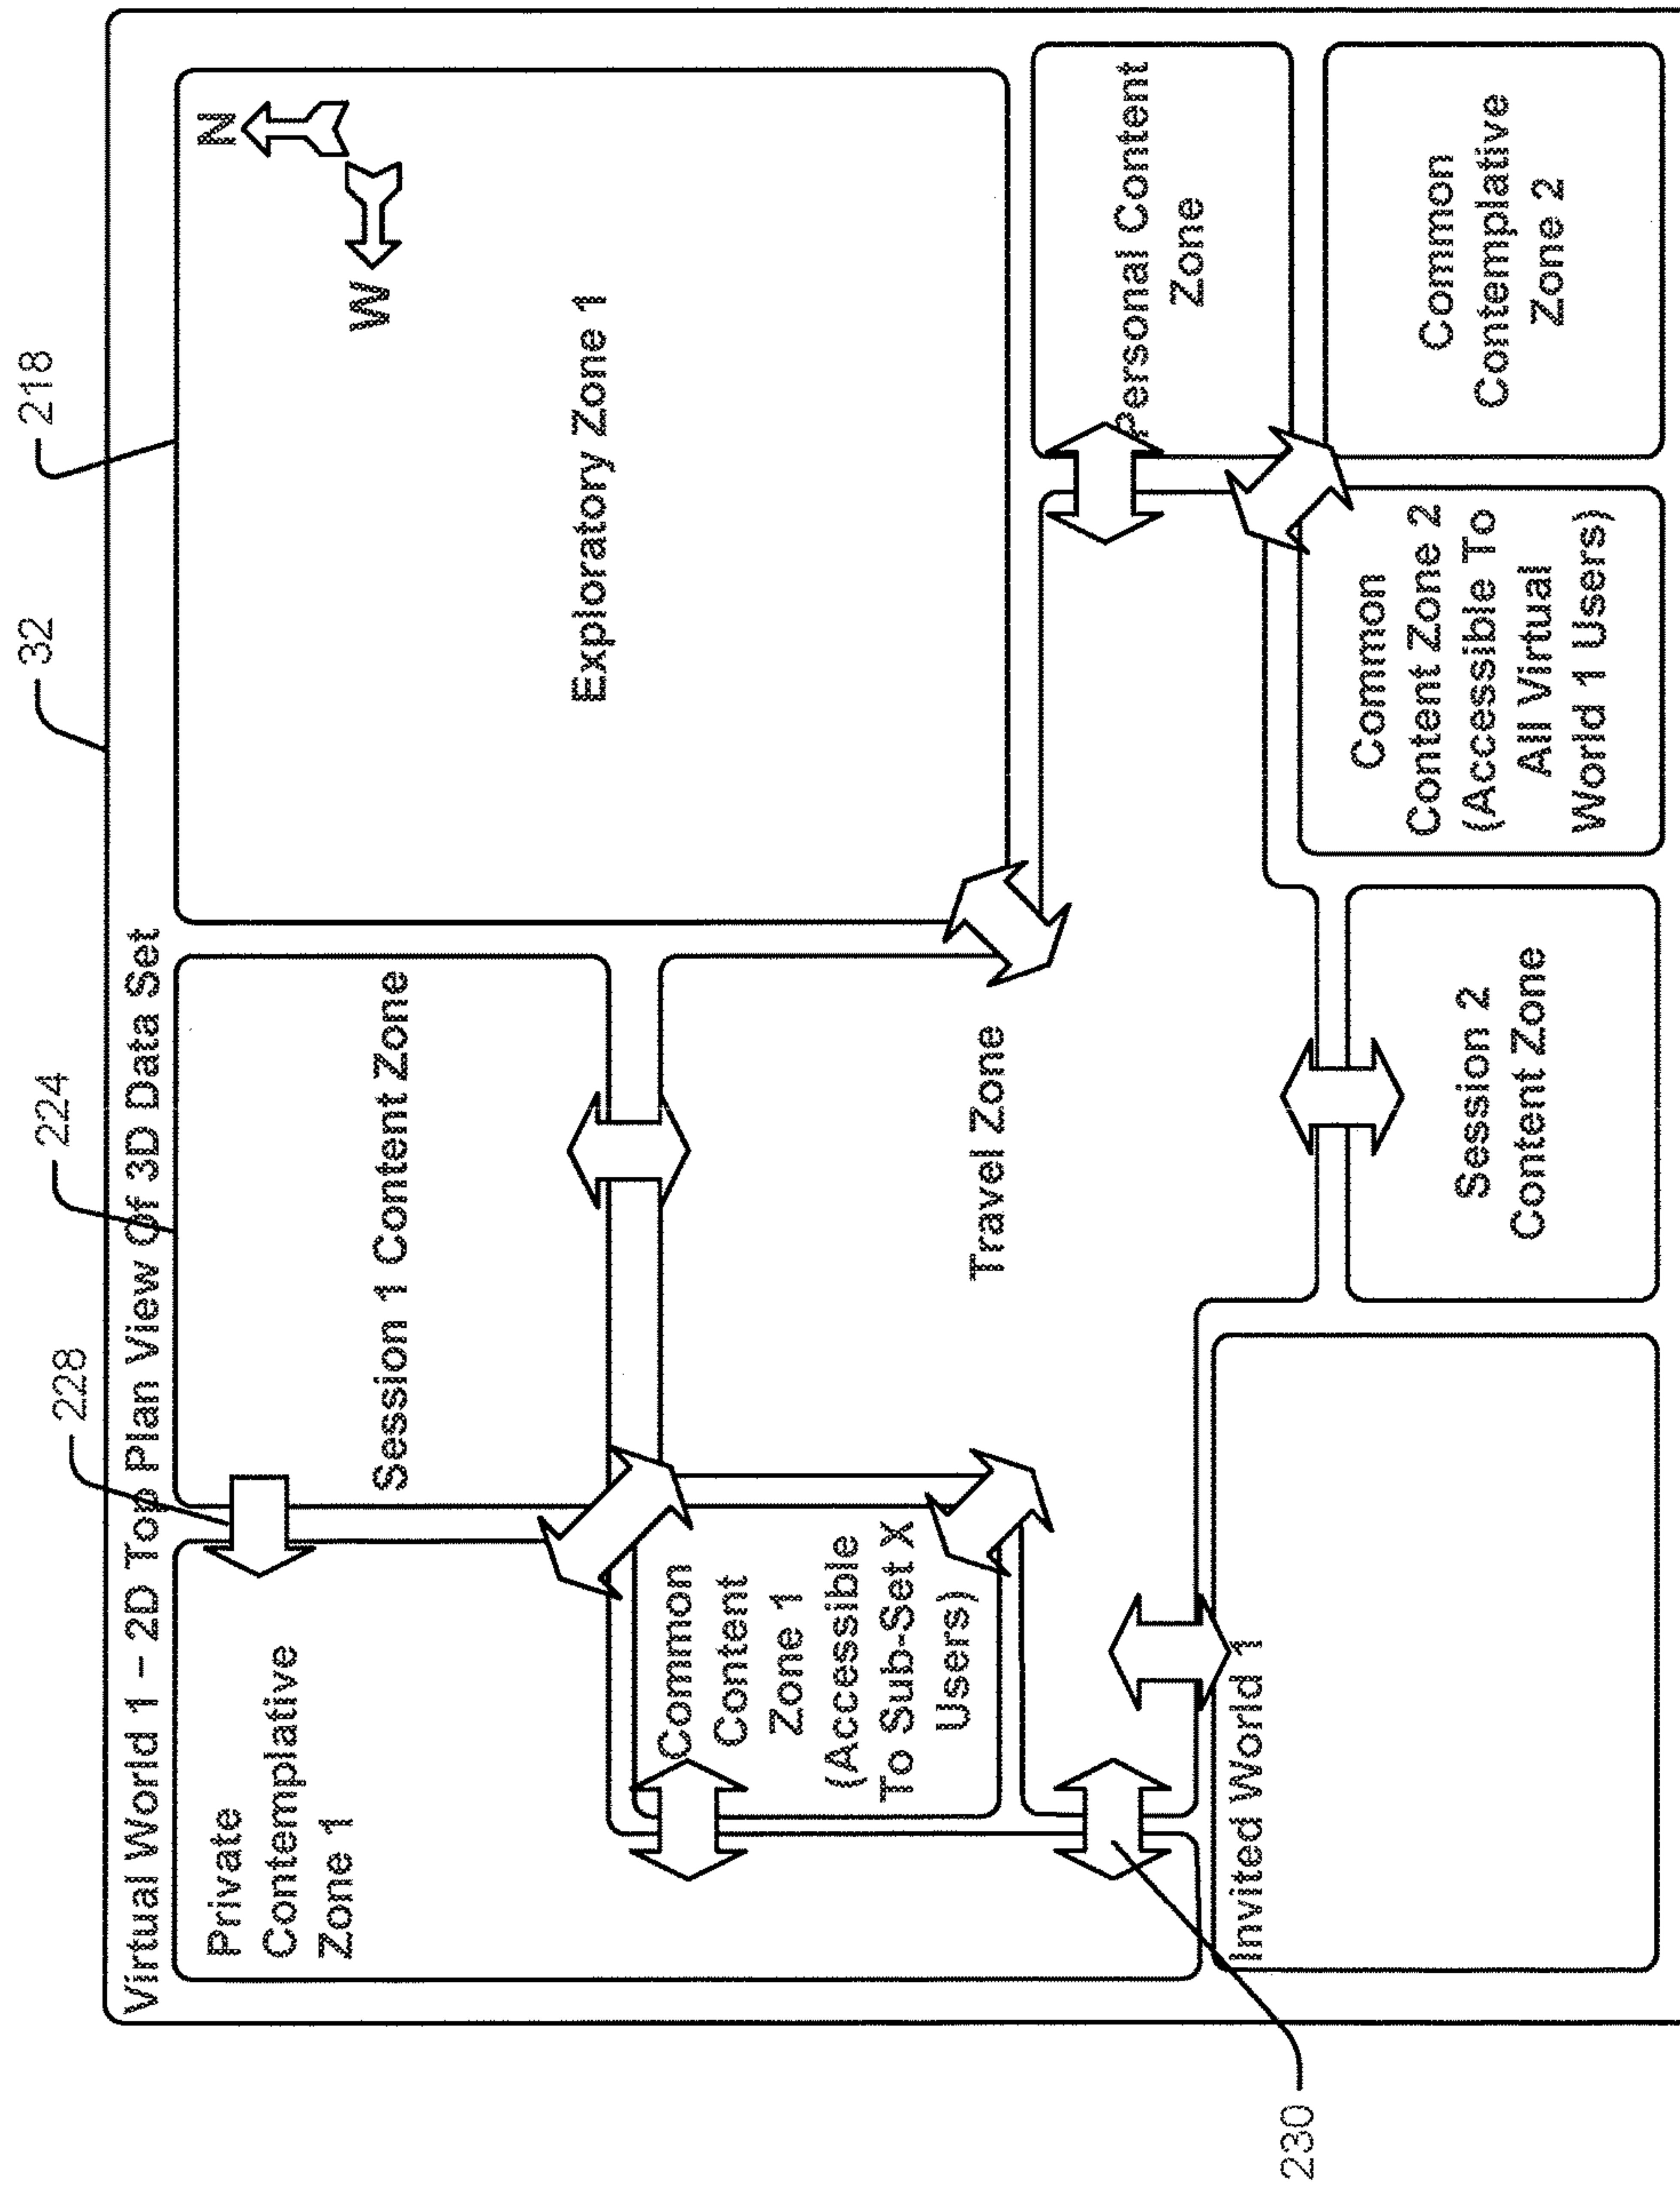 230
228
224
32
218
Virtual World 1 – 2D Top Plan View Of 3D Data Set
Private
Contemplative
Zone 1
Session 1 Content Zone
N
W
Exploratory Zone 1
Common
Content
Zone 1
(Accessible
To Sub-Set X
Users)
Travel Zone
Personal Content
Zone
Invited World 1
Session 2
Content Zone
Common
Content Zone 2
(Accessible To
All Virtual
World 1 Users)
Common
Contemplative
Zone 2